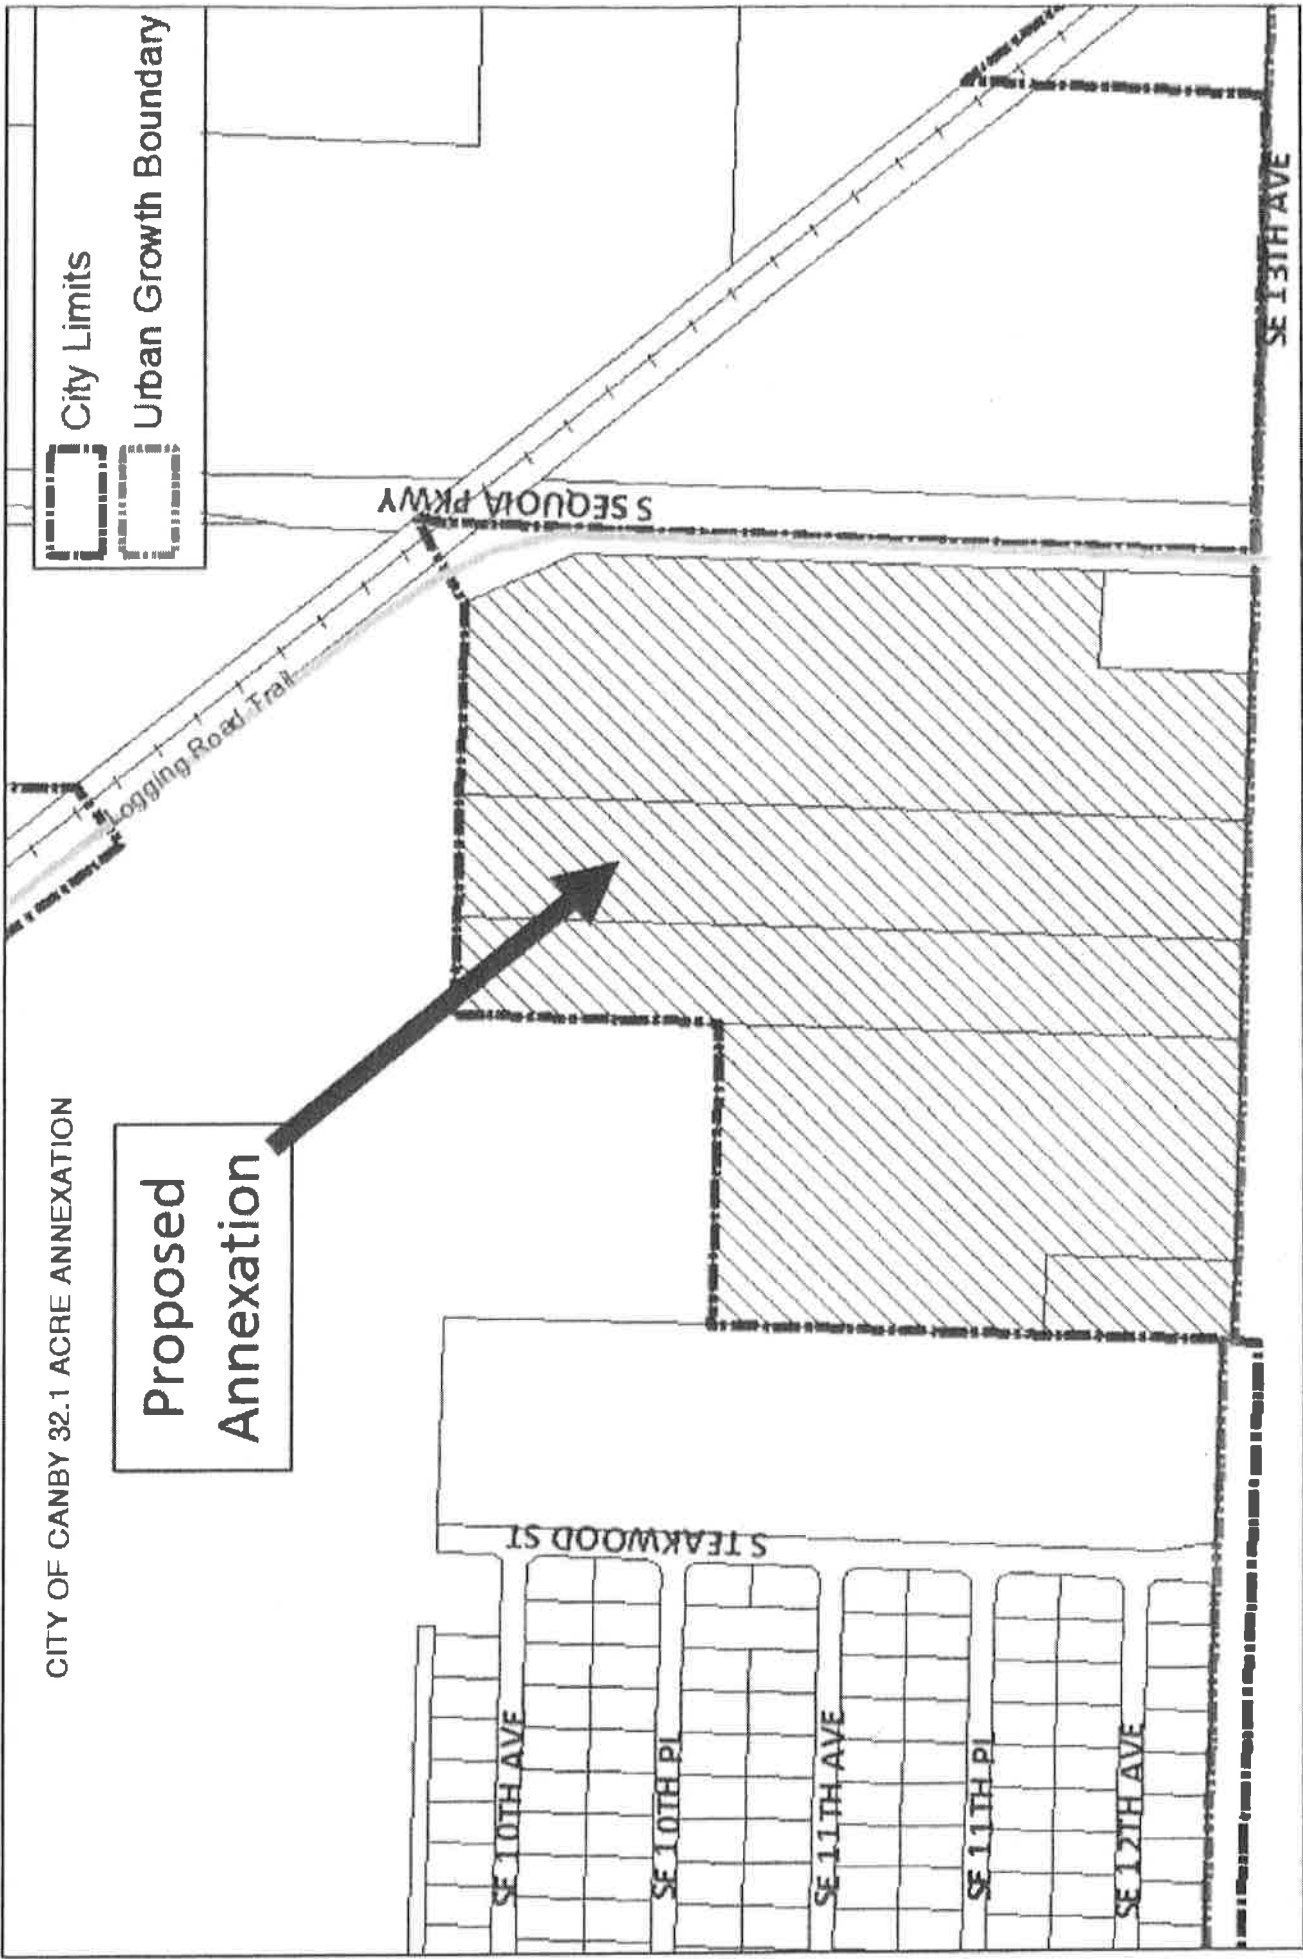 CITY OF CANBY 32.1 ACRE ANNEXATION
City Limits
Urban Growth Boundary
Proposed
Annexation
Logging Road Trail
S SEQUOIA PKWY
S TEAKWOOD ST
SE 10TH AVE
SE 10TH PL
SE 11TH AVE
SE 11TH PL
SE 12TH AVE
SE 13TH AVE